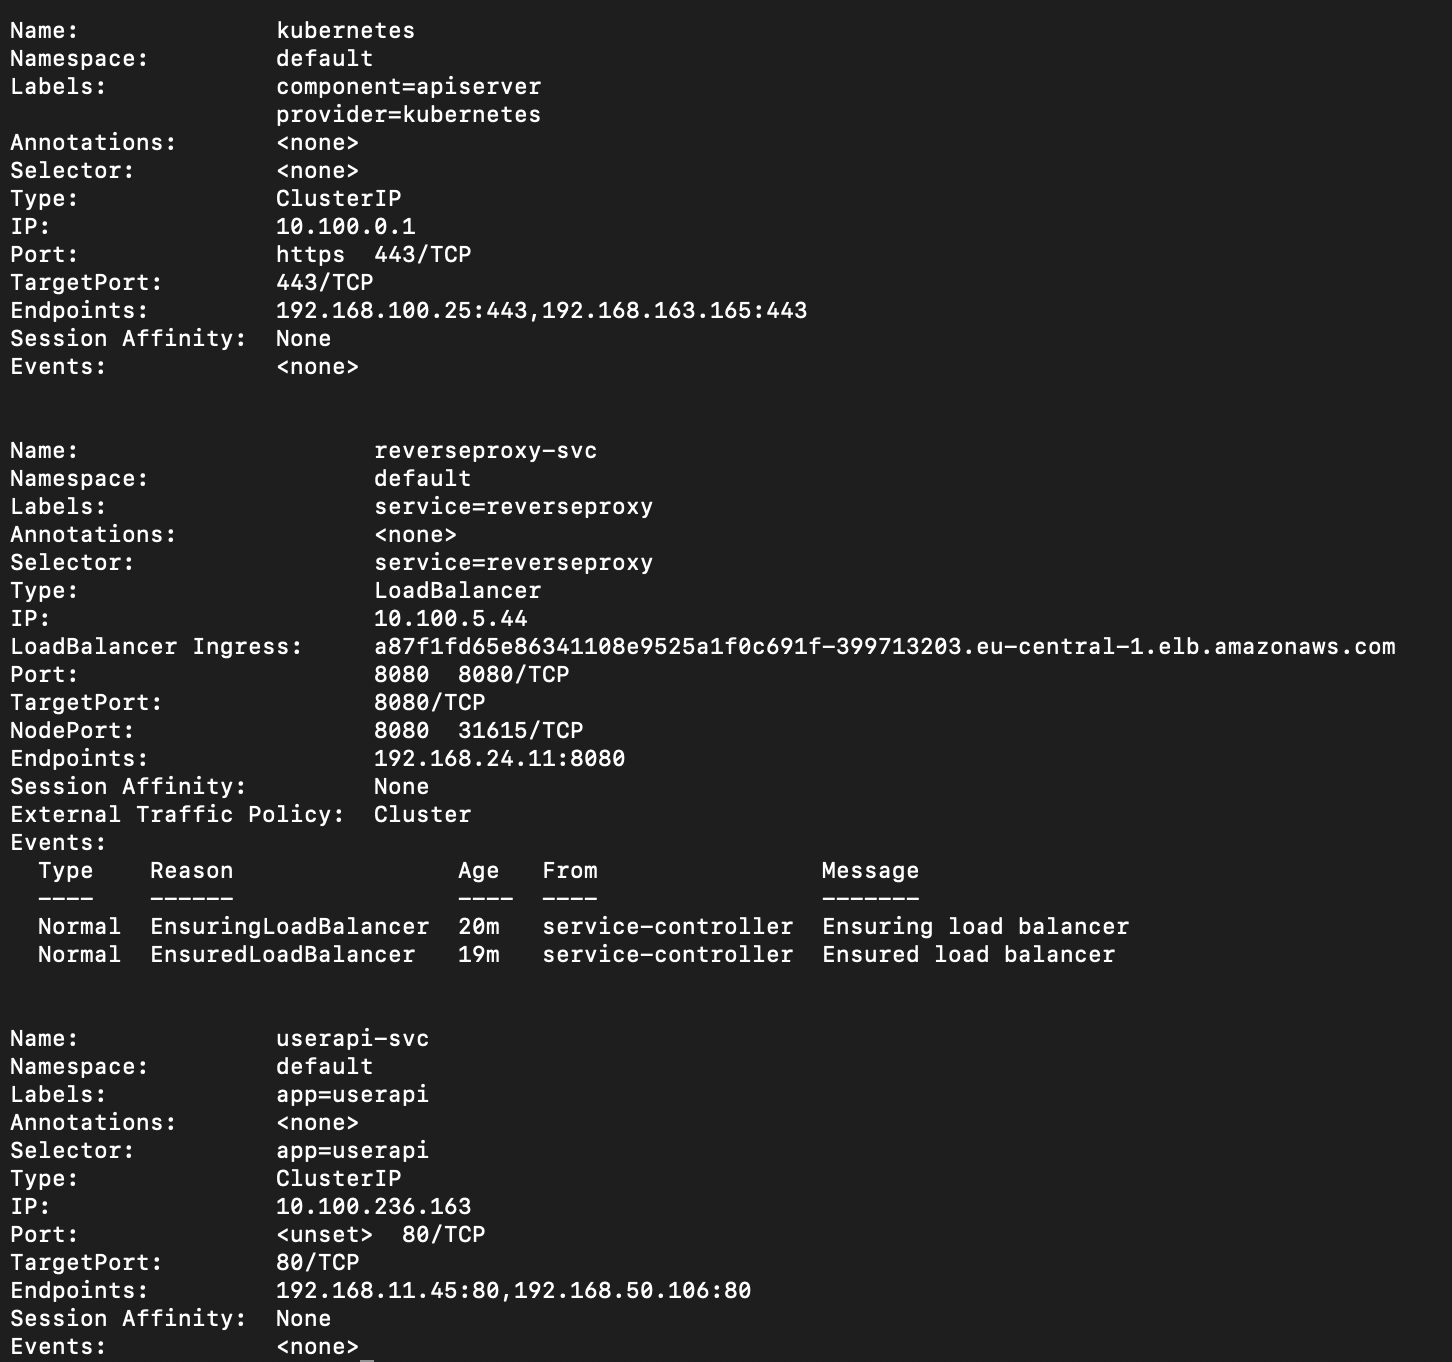 Name:              kubernetes
Namespace:         default
Labels:            component=apiserver
                   provider=kubernetes
Annotations:       <none>
Selector:          <none>
Type:              ClusterIP
IP:                10.100.0.1
Port:              https  443/TCP
TargetPort:        443/TCP
Endpoints:         192.168.100.25:443,192.168.163.165:443
Session Affinity:  None
Events:            <none>


Name:                     reverseproxy-svc
Namespace:                default
Labels:                   service=reverseproxy
Annotations:              <none>
Selector:                 service=reverseproxy
Type:                     LoadBalancer
IP:                       10.100.5.44
LoadBalancer Ingress:     a87f1fd65e86341108e9525a1f0c691f-399713203.eu-central-1.elb.amazonaws.com
Port:                     8080  8080/TCP
TargetPort:               8080/TCP
NodePort:                 8080  31615/TCP
Endpoints:                192.168.24.11:8080
Session Affinity:         None
External Traffic Policy:  Cluster
Events:
  Type    Reason                Age   From                Message
  ----    ------                ----  ----                -------
  Normal  EnsuringLoadBalancer  20m   service-controller  Ensuring load balancer
  Normal  EnsuredLoadBalancer   19m   service-controller  Ensured load balancer


Name:              userapi-svc
Namespace:         default
Labels:            app=userapi
Annotations:       <none>
Selector:          app=userapi
Type:              ClusterIP
IP:                10.100.236.163
Port:              <unset>  80/TCP
TargetPort:        80/TCP
Endpoints:         192.168.11.45:80,192.168.50.106:80
Session Affinity:  None
Events:            <none>